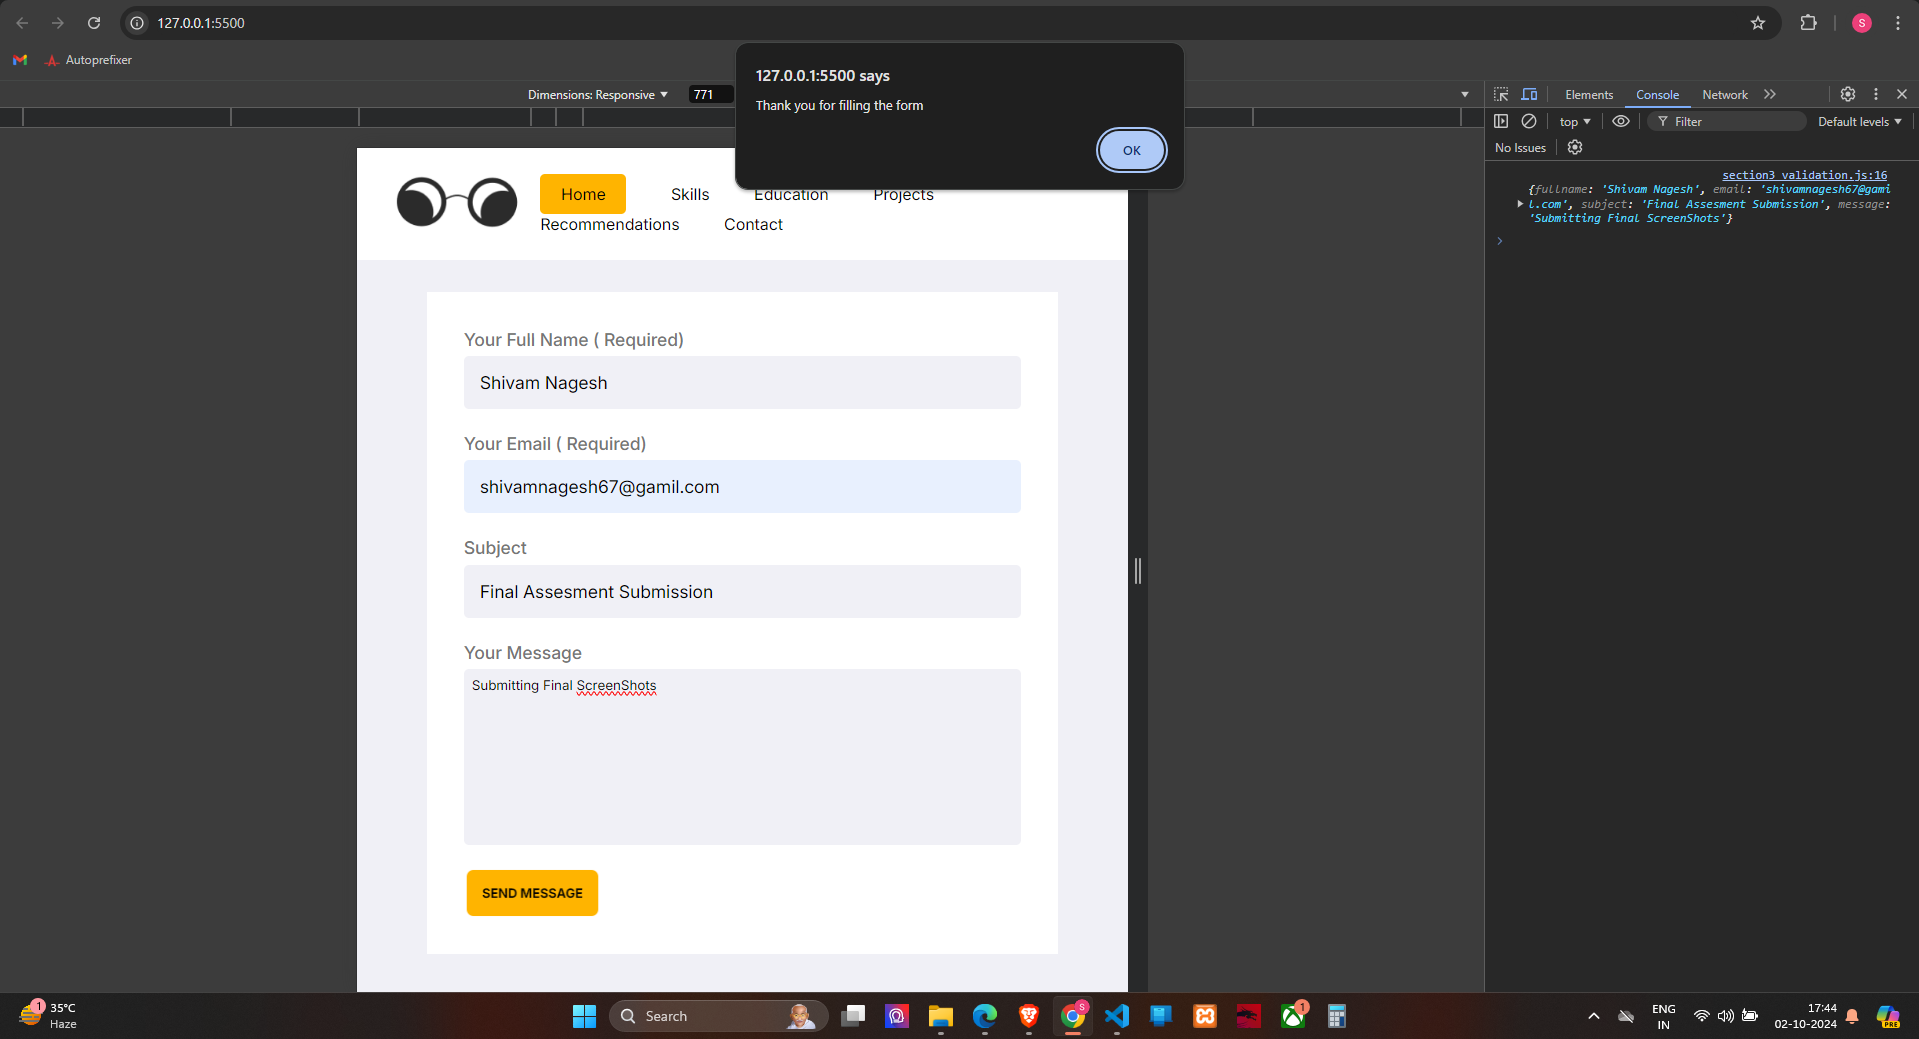 127.0.0.1:5500
S
Autoprefixer
127.0.0.1:5500 says
Thank you for filling the form
OK
Dimensions: Responsive
771
Elements Console Network
top
Filter
Default levels
No Issues
section3_validation.js:16
{fullname: 'Shivam Nagesh', email: 'shivamnagesh67@gami
l.com', subject: 'Final Assesment Submission', message:
'Submitting Final ScreenShots'}
Home Skills Education Projects
Recommendations Contact
Your Full Name ( Required)
Shivam Nagesh
Your Email ( Required)
shivamnagesh67@gamil.com
Subject
Final Assesment Submission
Your Message
Submitting Final ScreenShots
SEND MESSAGE
1
35°C
Haze
Search
S
1
ENG
IN
17:44
02-10-2024
PRE